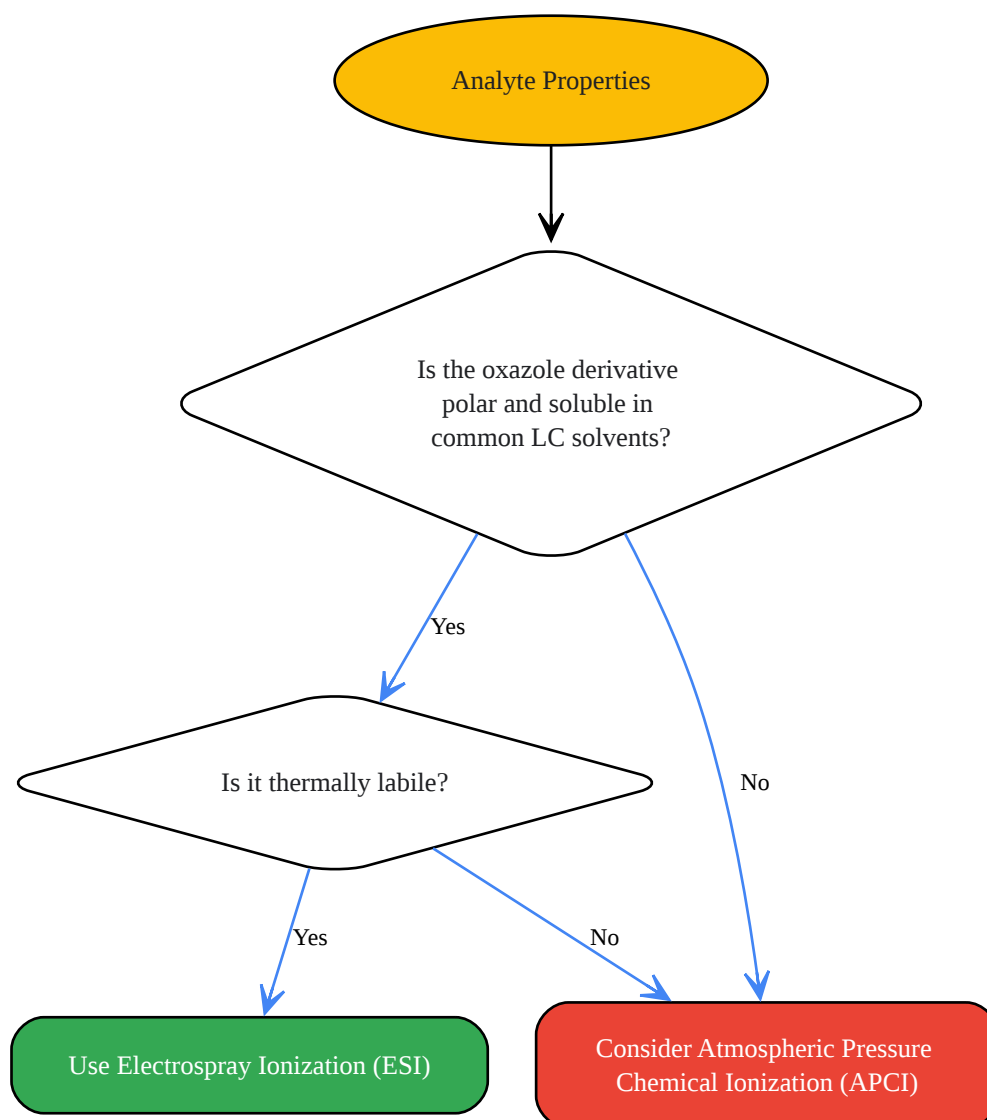 Analyte Properties
Is the oxazole derivative
polar and soluble in
common LC solvents?
Yes
Is it thermally labile?
No
Yes
No
Use Electrospray Ionization (ESI)
Consider Atmospheric Pressure
Chemical Ionization (APCI)